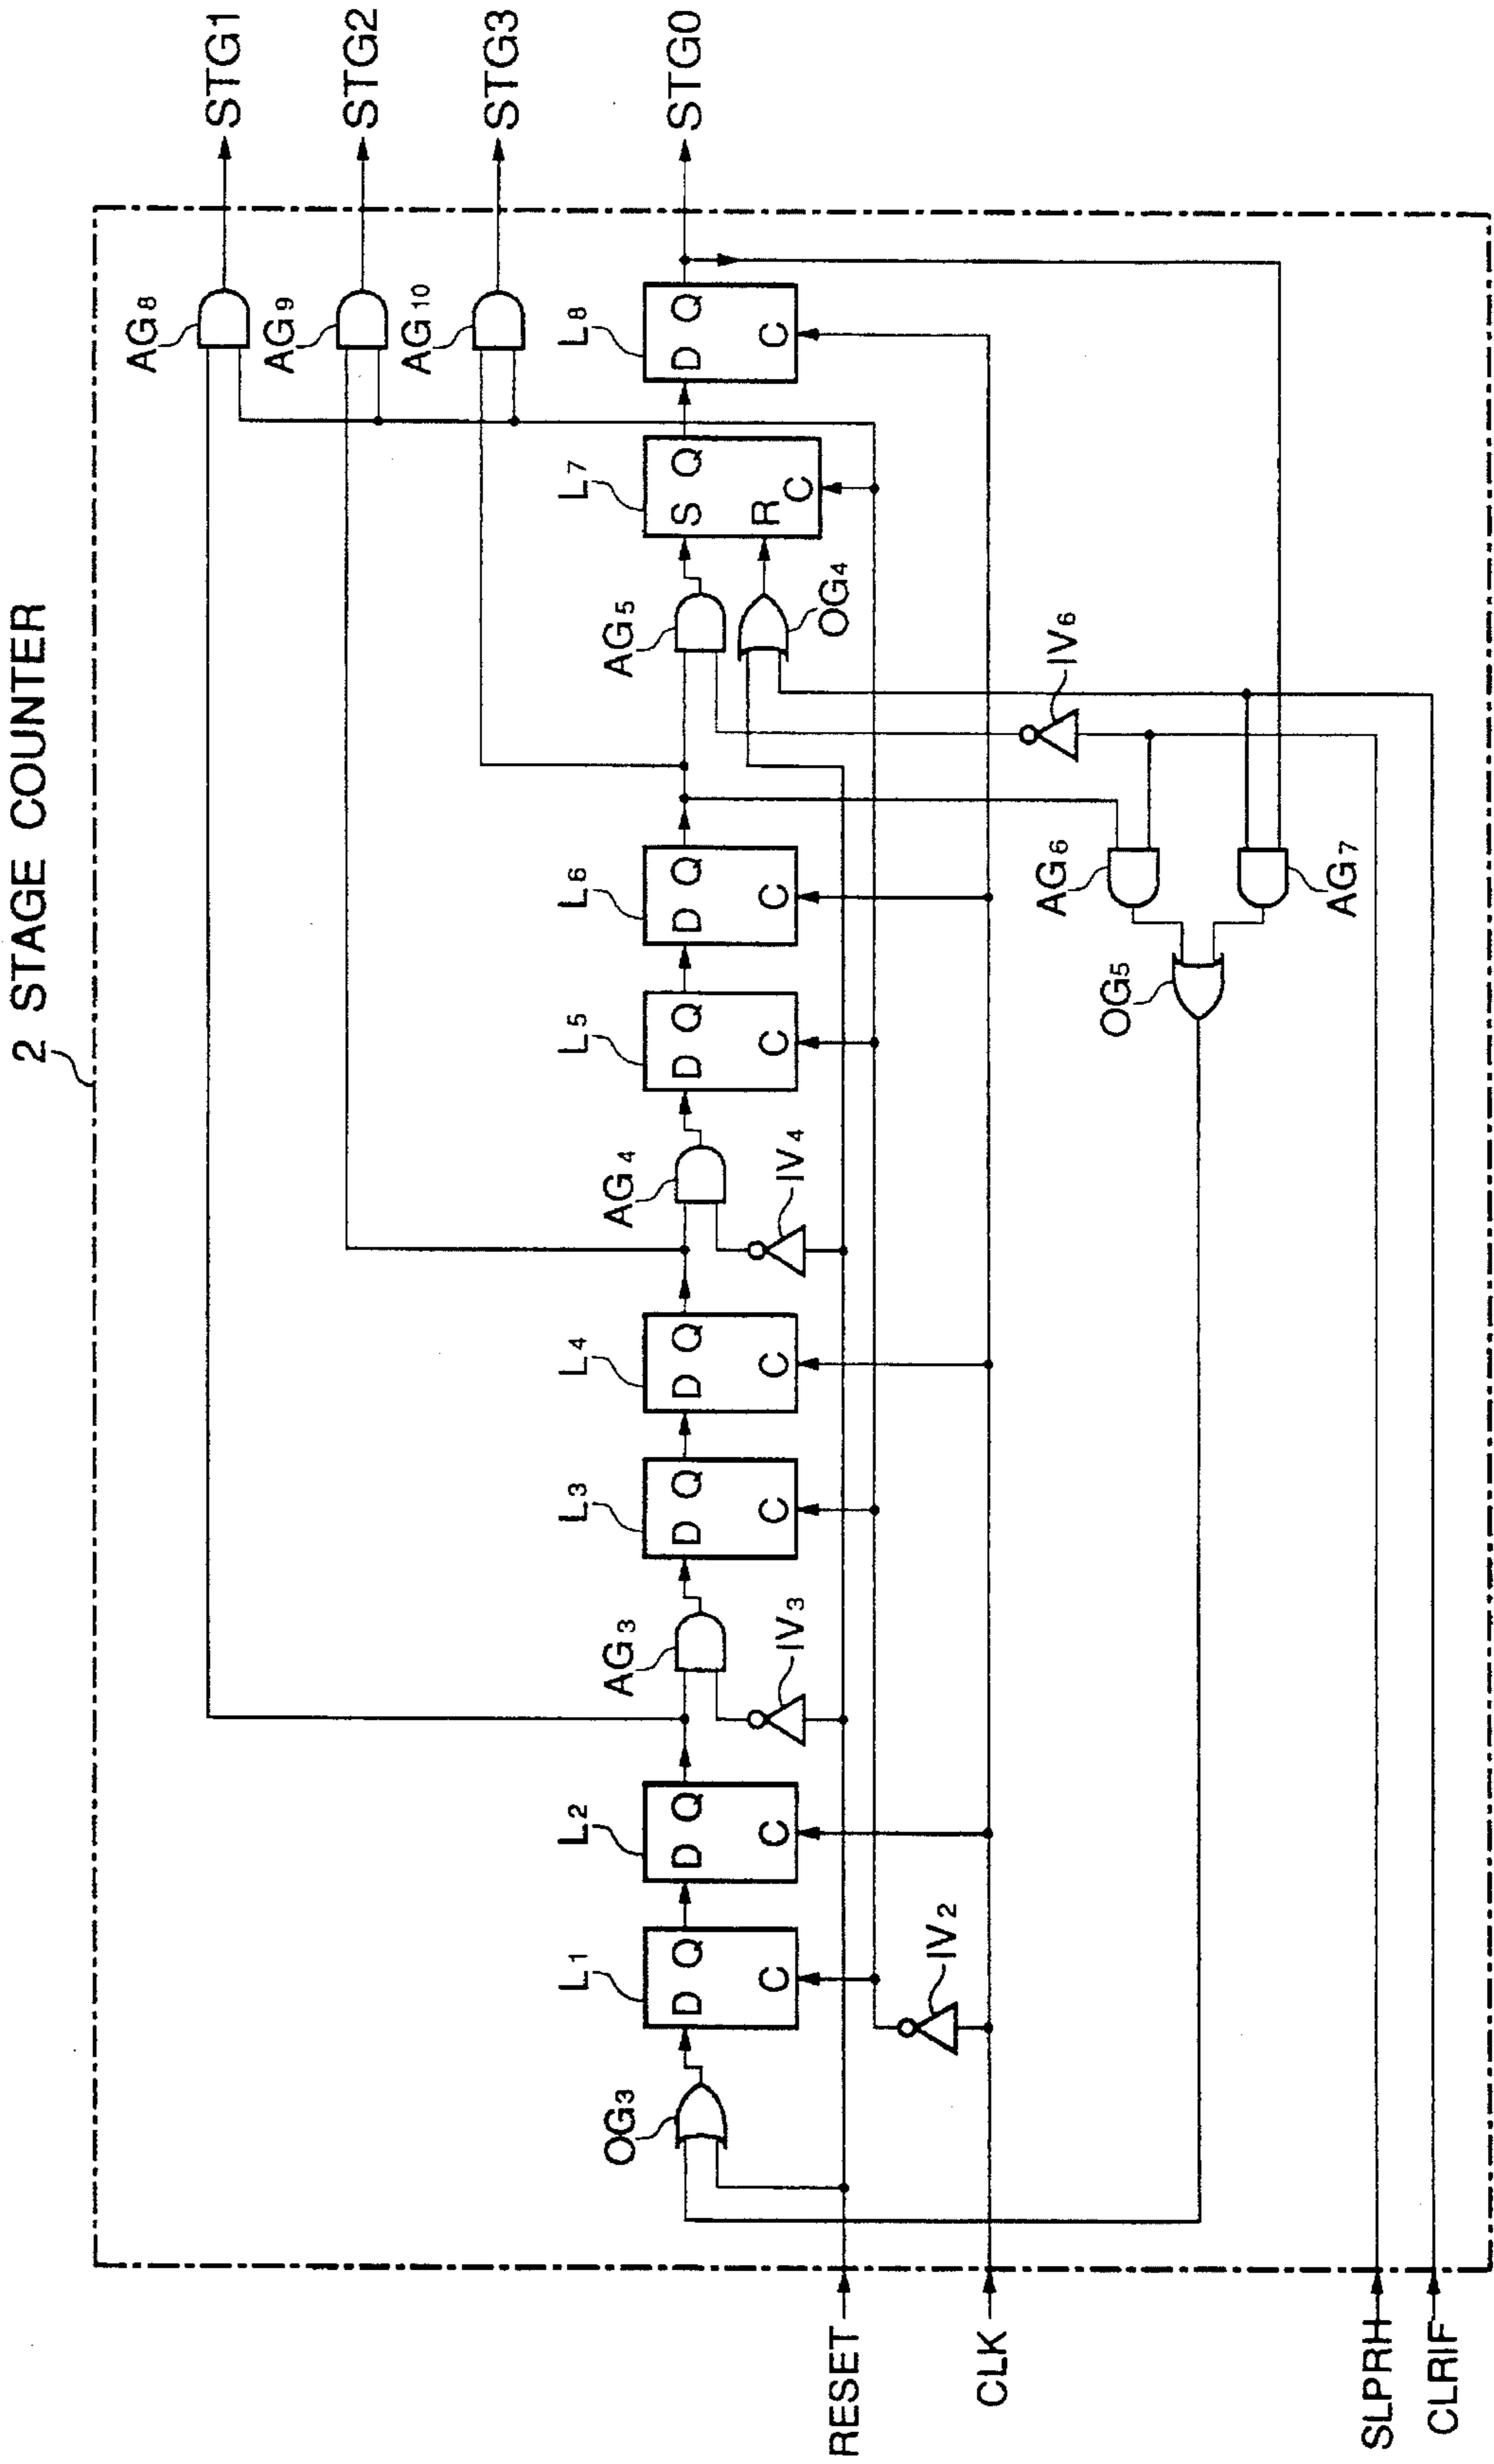 2 STAGE COUNTER
STG1
STG2
STG3
STG0
AG8
AG9
AG10
L8
D Q
C
L7
S Q
R
C
AG5
OG4
IV6
L6
D Q
C
AG6
AG7
OG5
L5
D Q
C
AG4
IV4
L4
D Q
C
L3
D Q
C
AG3
IV3
L2
D Q
C
L1
D Q
C
IV2
OG3
RESET
CLK
SLPRH
CLRIF